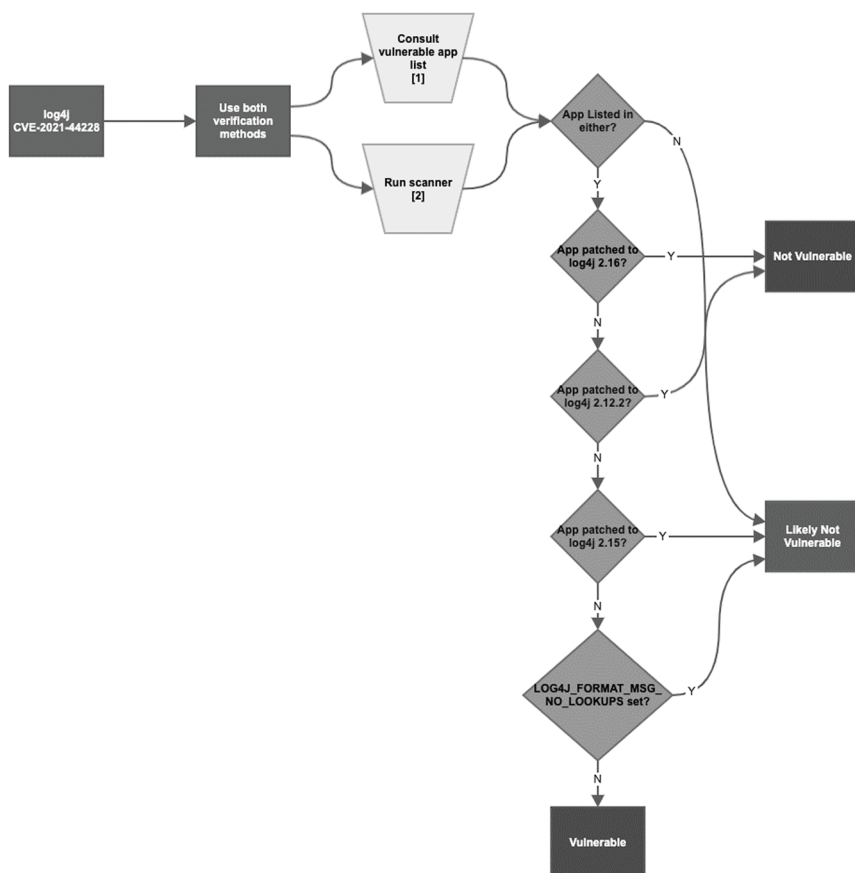 Consult
vulnerable app
list
[1]
log4j
CVE-2021-44228
Use both
verification
methods
App Listed in
either?
N
Run scanner
[2]
Y
App patched to
log4j 2.16?
Y
Not Vulnerable
N
App patched to
log4j 2.12.2?
Y
N
App patched to
log4j 2.15?
Y
Likely Not
Vulnerable
N
LOG4J_FORMAT_MSG_
NO_LOOKUPS set?
Y
N
Vulnerable